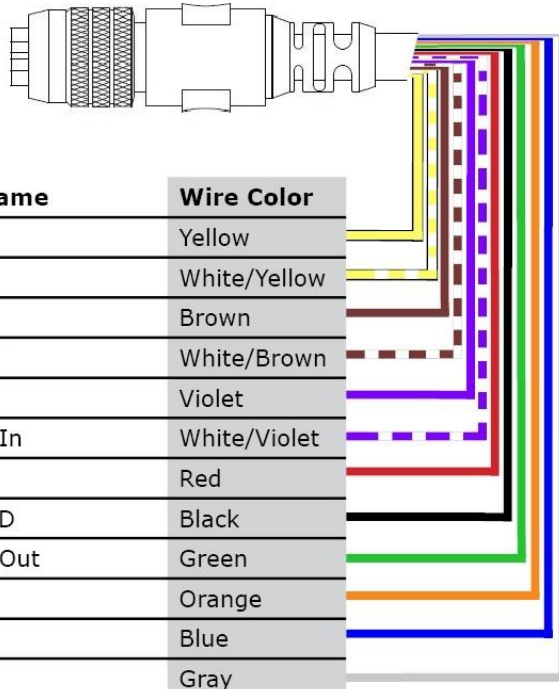 ame Wire Color
Yellow
White/Yellow
Brown
White/Brown
Violet
In White/Violet
Red
D Black
Out Green
Orange
Blue
Gray